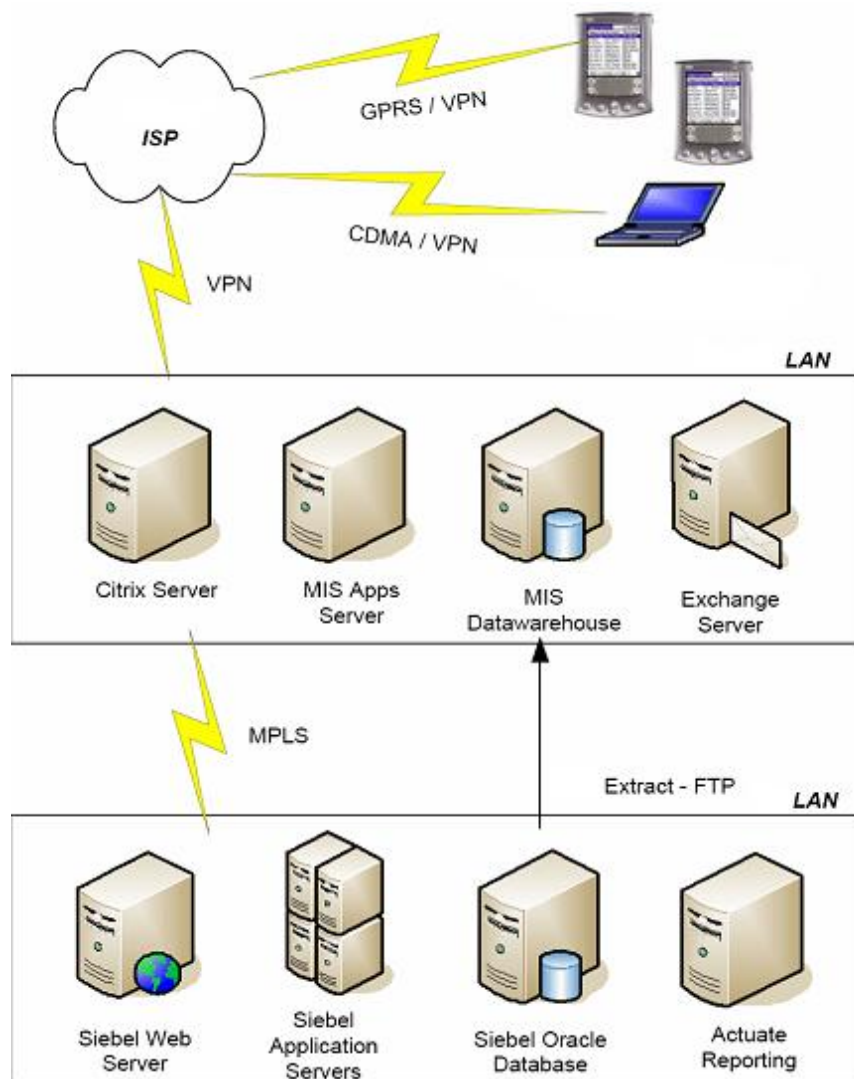 GPRS / VPN
ISP
CDMA / VPN
VPN
LAN
Citrix Server
MIS Apps
Server
MIS
Datawarehouse
Exchange
Server
MPLS
Extract - FTP
LAN
Siebel Web
Server
Siebel
Application
Servers
Siebel Oracle
Database
Actuate
Reporting